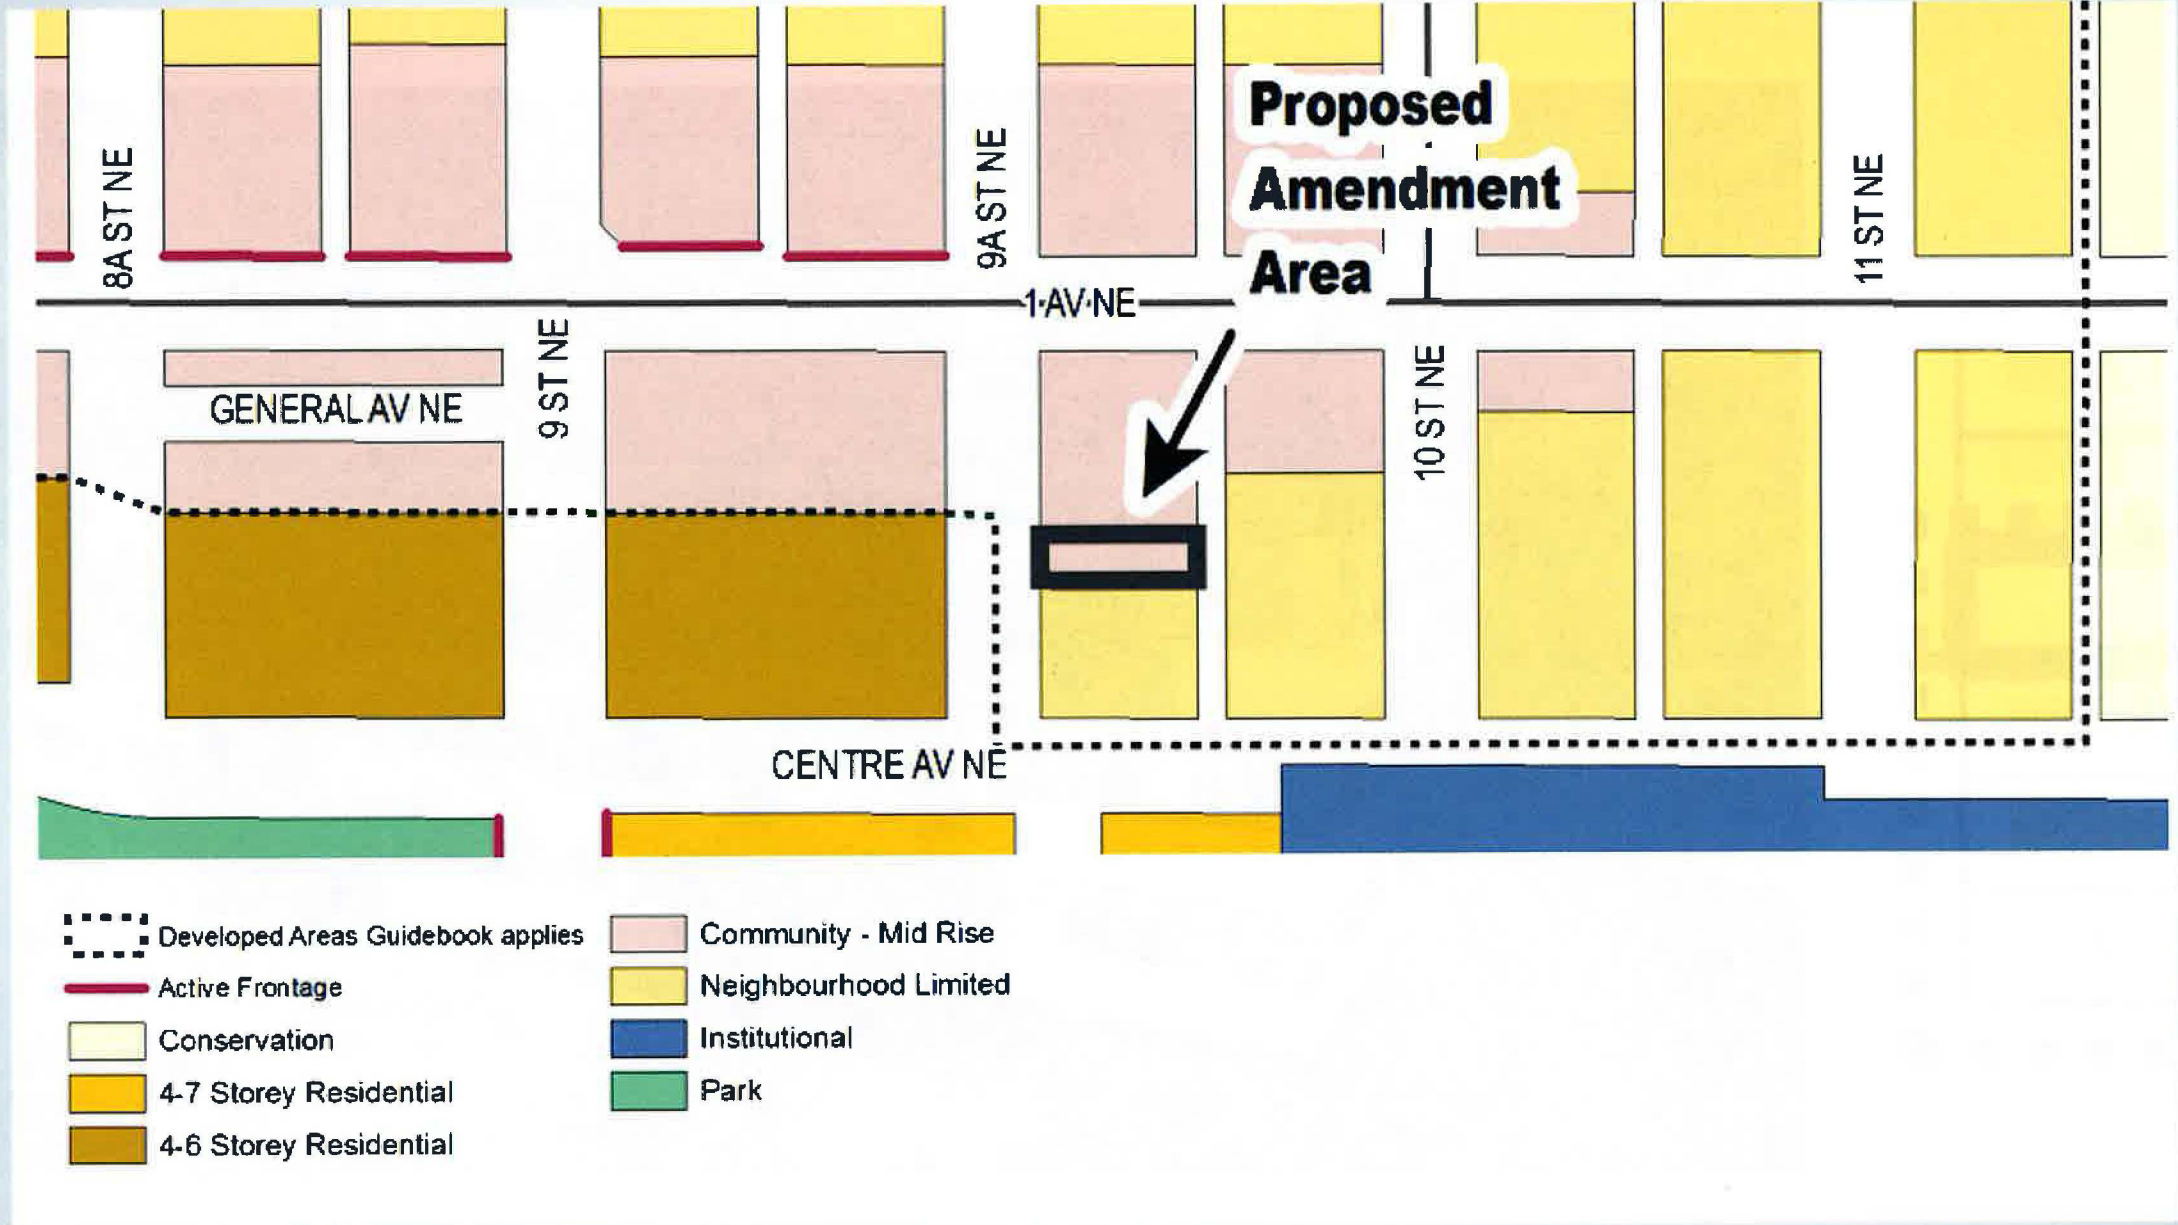 Proposed
Amendment
Area
8A ST NE
9A ST NE
11 ST NE
1 AV NE
9 ST NE
10 ST NE
GENERAL AV NE
CENTRE AV NE
Developed Areas Guidebook applies
Active Frontage
Conservation
4-7 Storey Residential
4-6 Storey Residential
Community - Mid Rise
Neighbourhood Limited
Institutional
Park